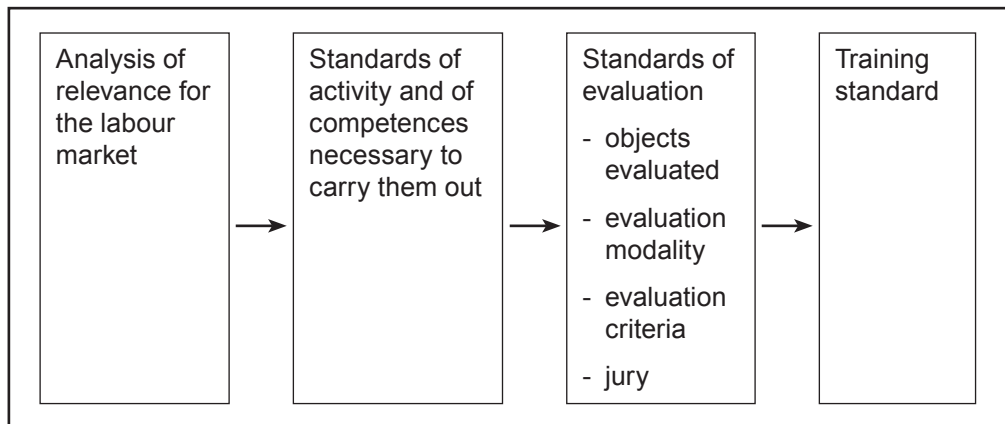 Analysis of
relevance for
the labour
market
Standards of
activity and of
competences
necessary to
carry them out
Standards of
evaluation
- objects
evaluated
- evaluation
modality
- evaluation
criteria
- jury
Training
standard